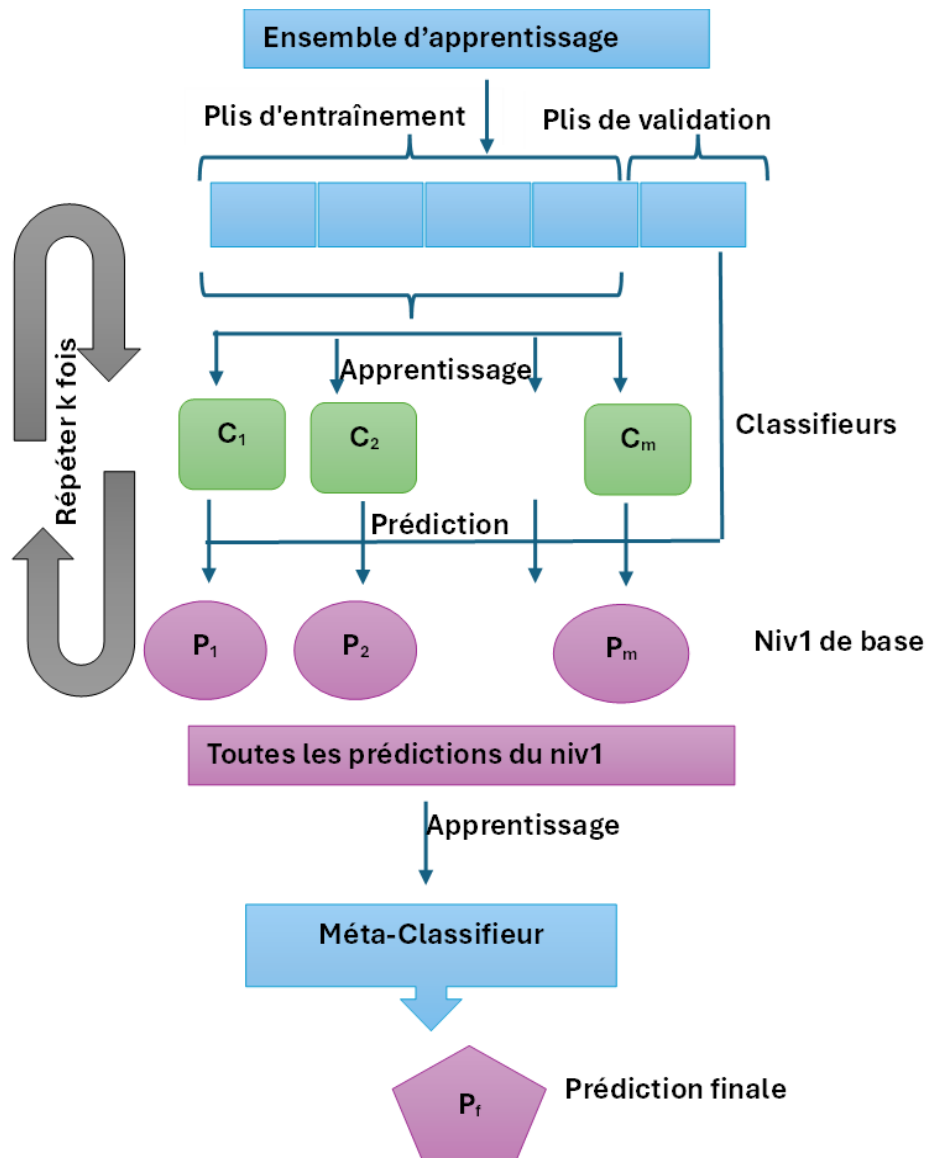 Ensemble d’apprentissage
Plis d'entraînement
Plis de validation
Répéter k fois
Apprentissage
C₁
C₂
Cₘ
Classifieurs
Prédiction
P₁
P₂
Pₘ
Niv1 de base
Toutes les prédictions du niv1
Apprentissage
Méta-Classifieur
P_f
Prédiction finale